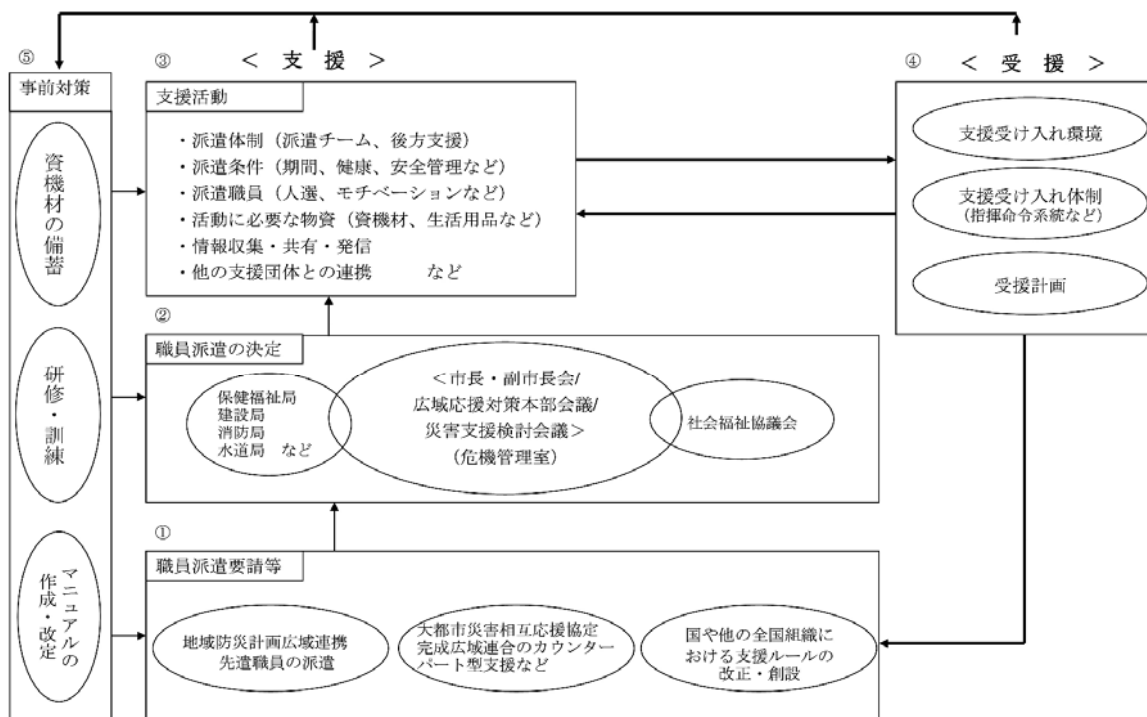 ⑤
事前対策
資機材の備蓄
研修・訓練
マニュアルの
作成・改定
③
＜ 支 援 ＞
支援活動
・派遣体制（派遣チーム、後方支援）
・派遣条件（期間、健康、安全管理など）
・派遣職員（人選、モチベーションなど）
・活動に必要な物資（資機材、生活用品など）
・情報収集・共有・発信
・他の支援団体との連携　　など
④
＜ 受 援 ＞
支援受け入れ環境
支援受け入れ体制
（指揮命令系統など）
受援計画
②
職員派遣の決定
保健福祉局
建設局
消防局
水道局　など
＜市長・副市長会/
広域応援対策本部会議/
災害支援検討会議＞
（危機管理室）
社会福祉協議会
①
職員派遣要請等
地域防災計画広域連携
先遣職員の派遣
大都市災害相互応援協定
完成広域連合のカウンター
パート型支援など
国や他の全国組織に
おける支援ルールの
改正・創設